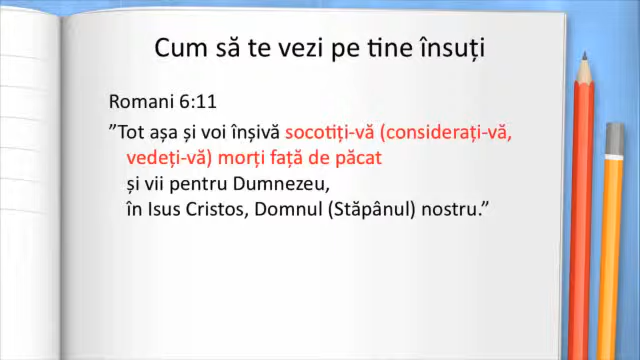 Cum să te vezi pe tine însuți
Romani 6:11
”Tot așa și voi înșivă socotiți-vă (considerați-vă,
vedeți-vă) morți față de păcat
și vii pentru Dumnezeu,
în Isus Cristos, Domnul (Stăpânul) nostru.”